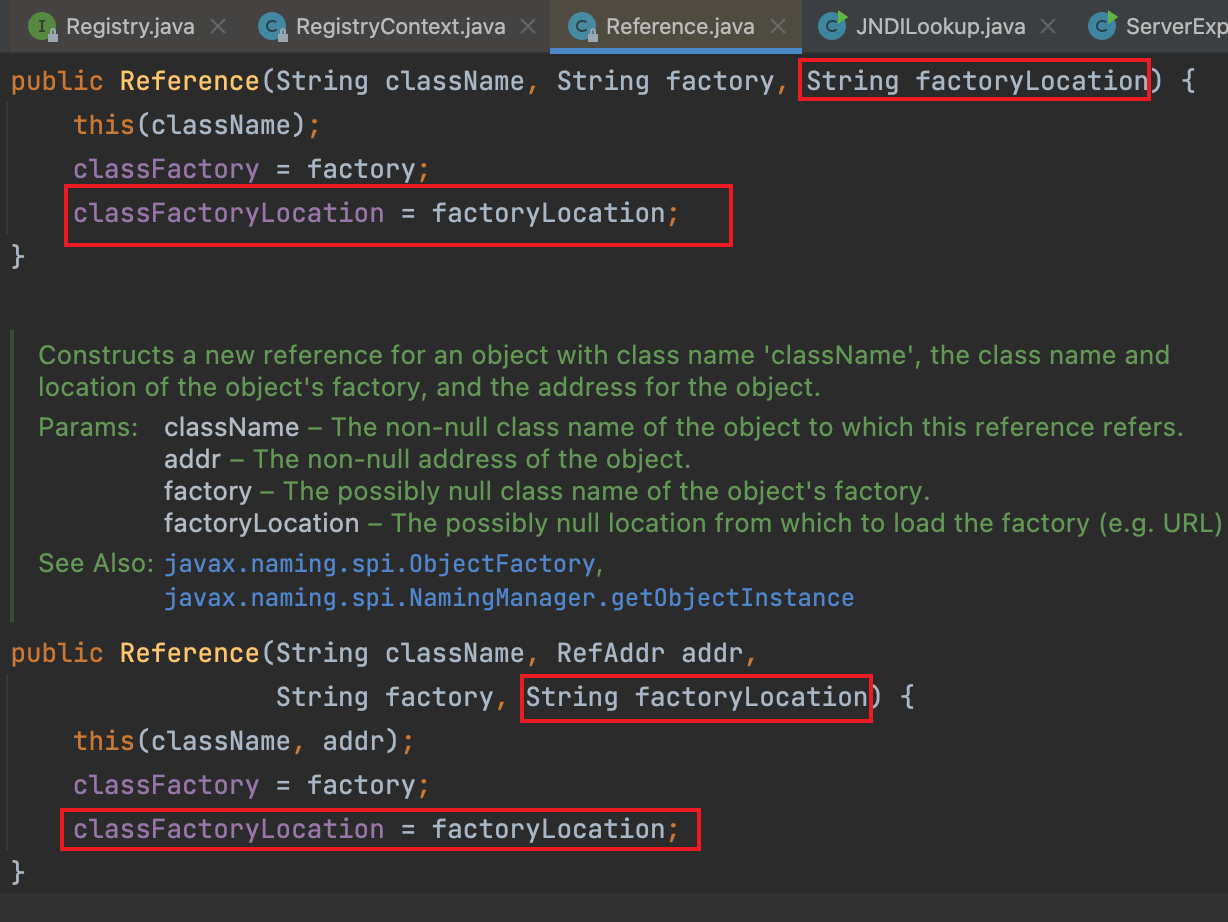 Registry.java RegistryContext.java Reference.java JNDILookup.java ServerExp
public Reference(String className, String factory, String factoryLocation) {
this(className);
classFactory = factory;
classFactoryLocation = factoryLocation;
}
Constructs a new reference for an object with class name 'className', the class name and
location of the object's factory, and the address for the object.
Params: className – The non-null class name of the object to which this reference refers.
addr – The non-null address of the object.
factory – The possibly null class name of the object's factory.
factoryLocation – The possibly null location from which to load the factory (e.g. URL)
See Also: javax.naming.spi.ObjectFactory,
javax.naming.spi.NamingManager.getObjectInstance
public Reference(String className, RefAddr addr,
String factory, String factoryLocation) {
this(className, addr);
classFactory = factory;
classFactoryLocation = factoryLocation;
}